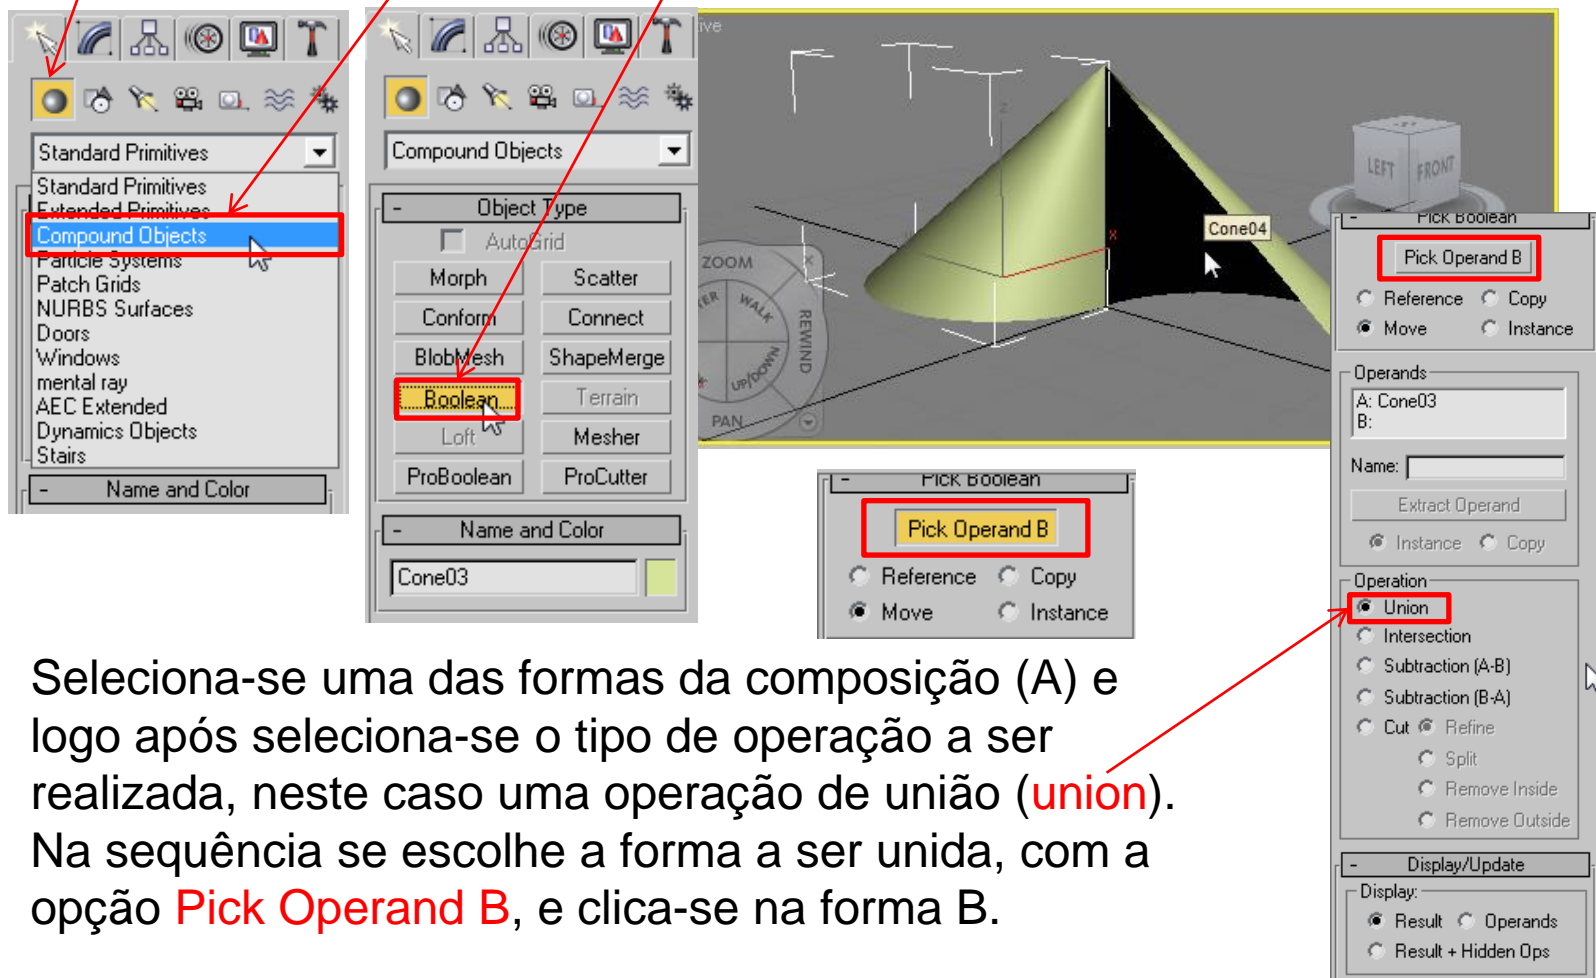 Standard Primitives
Standard Primitives
Extended Primitives
Compound Objects
Particle Systems
Patch Grids
NURBS Surfaces
Doors
Windows
mental ray
AEC Extended
Dynamics Objects
Stairs
- Name and Color
Compound Objects
- Object Type
AutoGrid
Morph Scatter
Conform Connect
BlobMesh ShapeMerge
Boolean Terrain
Loft Mesher
ProBoolean ProCutter
- Name and Color
Cone03
ZOOM
WALK
REWIND
UP/DOWN
PAN
z
x
Cone04
LEFT FRONT
- Pick Boolean
Pick Operand B
Reference Copy
Move Instance
- Pick Boolean
Pick Operand B
Reference Copy
Move Instance
Operands
A: Cone03
B:
Name:
Extract Operand
Instance Copy
Operation
Union
Intersection
Subtraction (A-B)
Subtraction (B-A)
Cut Refine
Split
Remove Inside
Remove Outside
- Display/Update
Display:
Result Operands
Result + Hidden Ops
Seleciona-se uma das formas da composição (A) e
logo após seleciona-se o tipo de operação a ser
realizada, neste caso uma operação de união (union).
Na sequência se escolhe a forma a ser unida, com a
opção Pick Operand B, e clica-se na forma B.